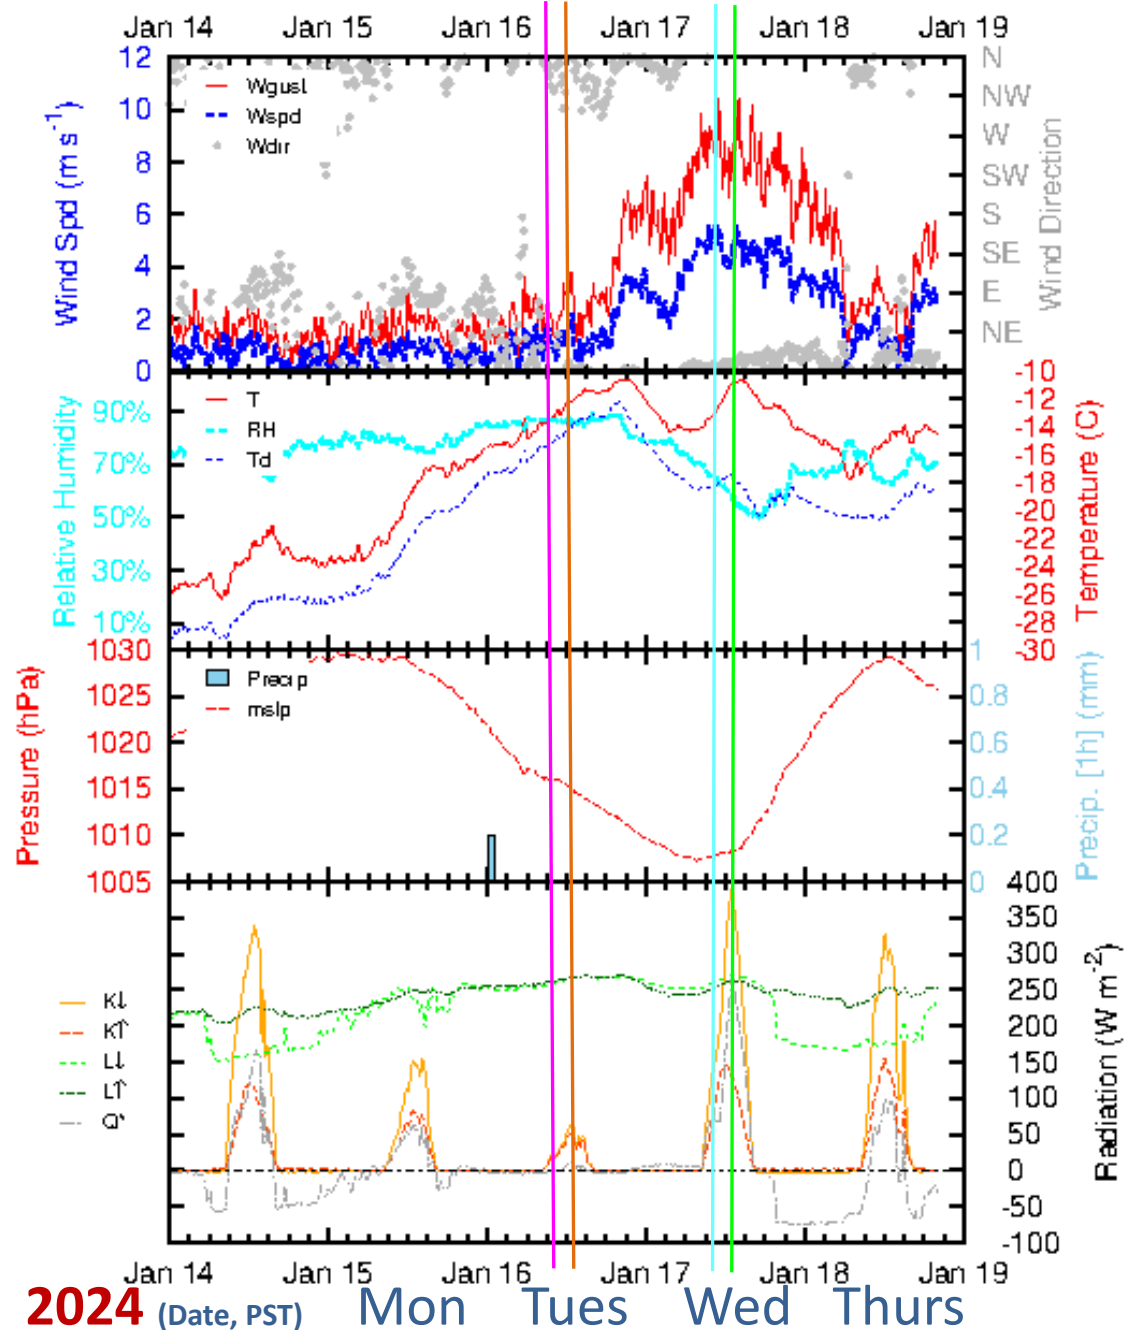 Jan 14 Jan 15 Jan 16 Jan 17 Jan 18 Jan 19
Wind Spd (m s-1)
12
10
8
6
4
2
0
Wgust
Wspd
Wdir
N
NW
W
SW
S
SE
E
NE
Wind Direction
Relative Humidity
90%
70%
50%
30%
10%
T
RH
Td
-10
-12
-14
-16
-18
-20
-22
-24
-26
-28
-30
Temperature (C)
Pressure (hPa)
1030
1025
1020
1015
1010
1005
Precip
mslp
1
0.8
0.6
0.4
0.2
0
Precip. [1h] (mm)
K↓
K↑
L↓
L↑
Q*
400
350
300
250
200
150
100
50
0
-50
-100
Radiation (W m-2)
Jan 14 Jan 15 Jan 16 Jan 17 Jan 18 Jan 19
2024 (Date, PST) Mon Tues Wed Thurs